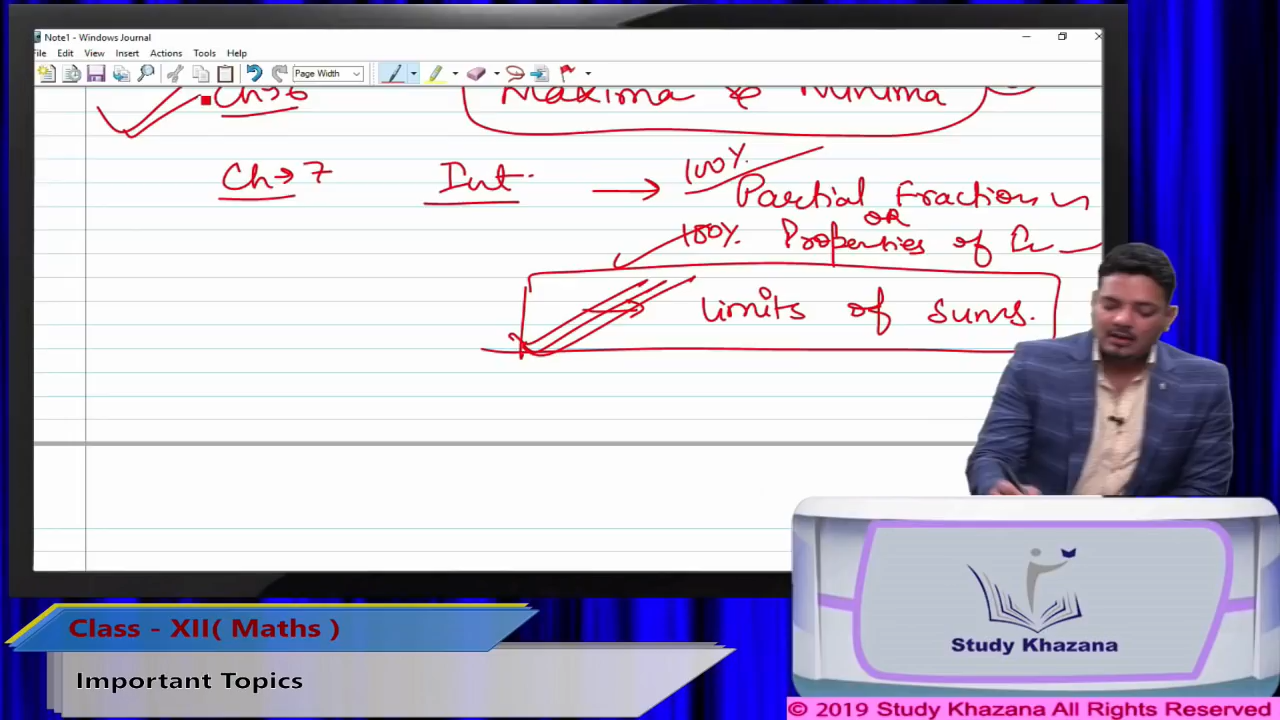 Note1 - Windows Journal
File Edit View Insert Actions Tools Help
Page Width
Ch→6 Maxima & Minima
Ch→7 Int. → 100%. Partial Fraction
OR
100%. Properties of
limits of sums.
Study Khazana
Class - XII( Maths )
Important Topics
© 2019 Study Khazana All Rights Reserved